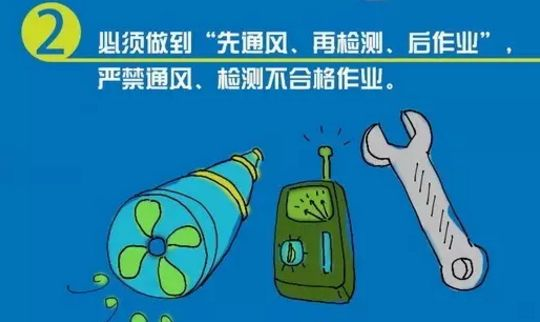 2
必须做到“先通风、再检测、后作业”，
严禁通风、检测不合格作业。